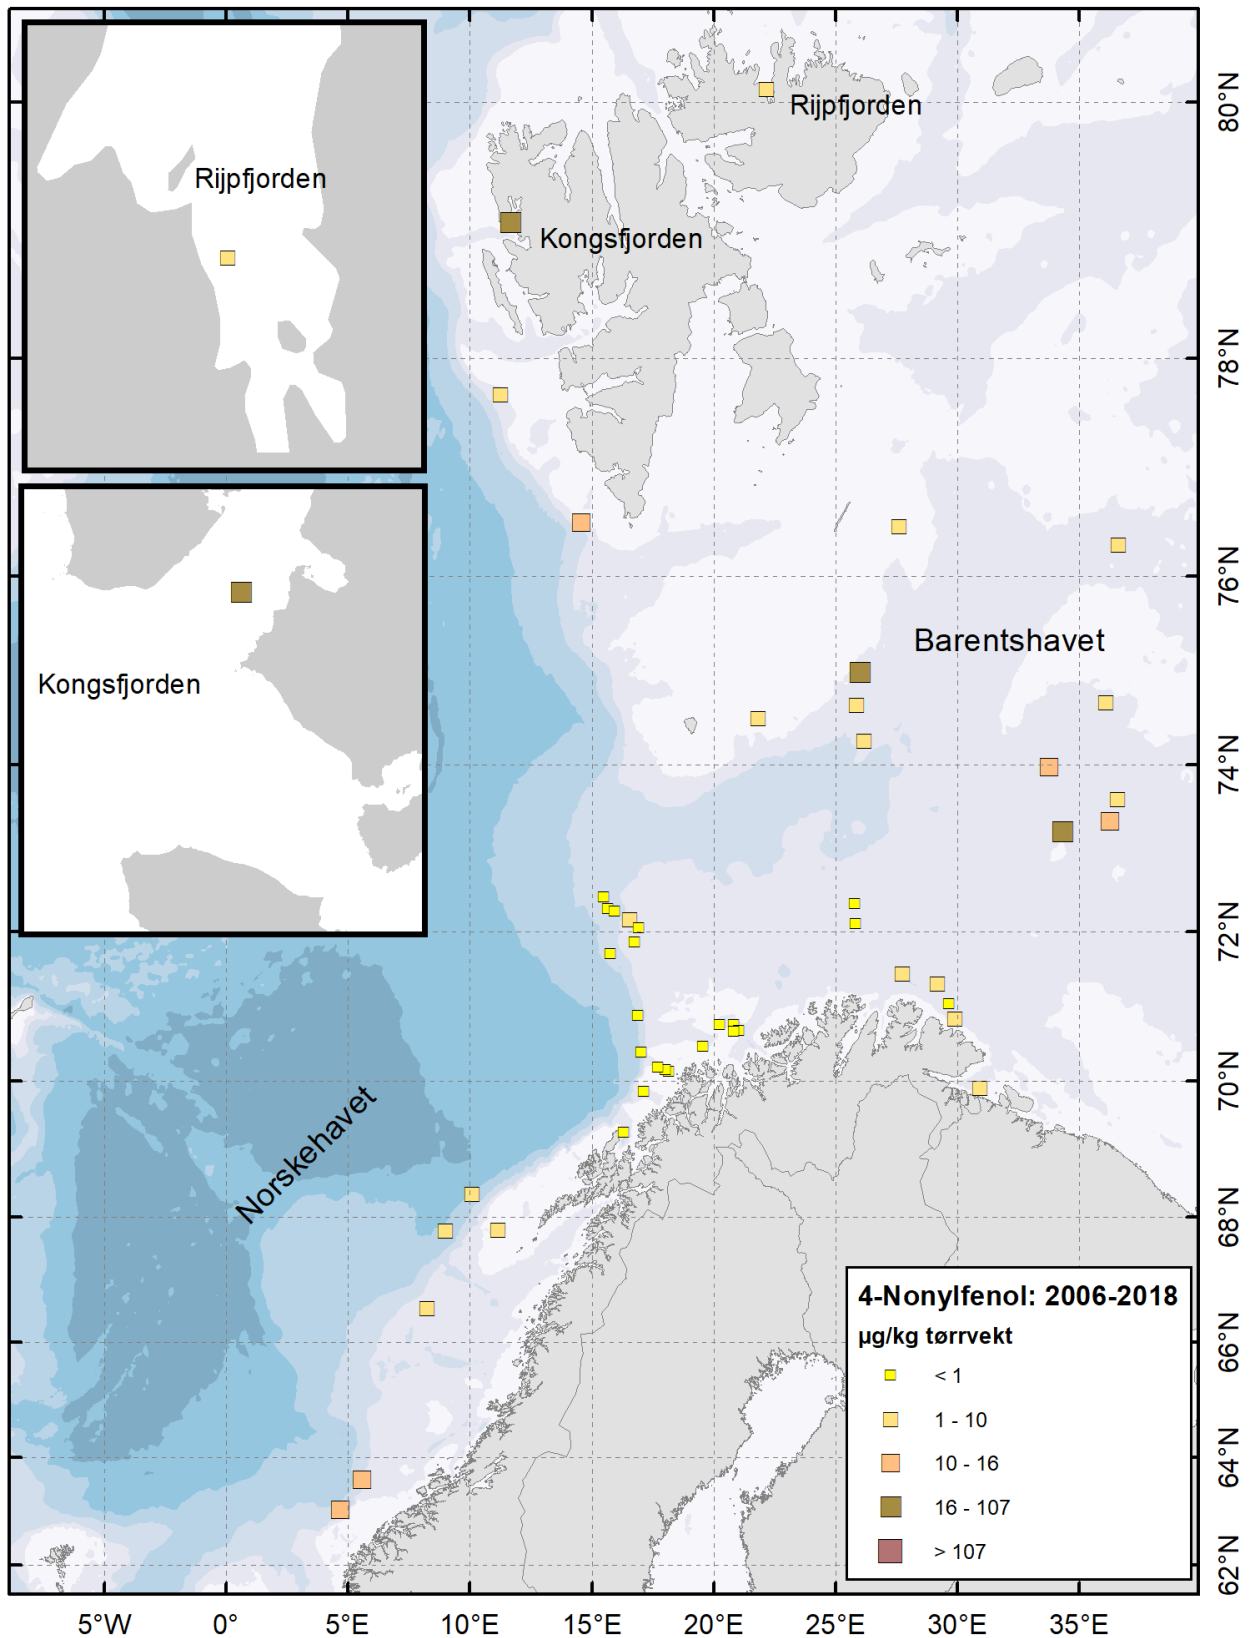 Rijpfjorden
Kongsfjorden
Rijpfjorden
Kongsfjorden
Barentshavet
Norskehavet
4-Nonylfenol: 2006-2018
µg/kg tørrvekt
< 1
1 - 10
10 - 16
16 - 107
> 107
80°N
78°N
76°N
74°N
72°N
70°N
68°N
66°N
64°N
62°N
5°W 0° 5°E 10°E 15°E 20°E 25°E 30°E 35°E